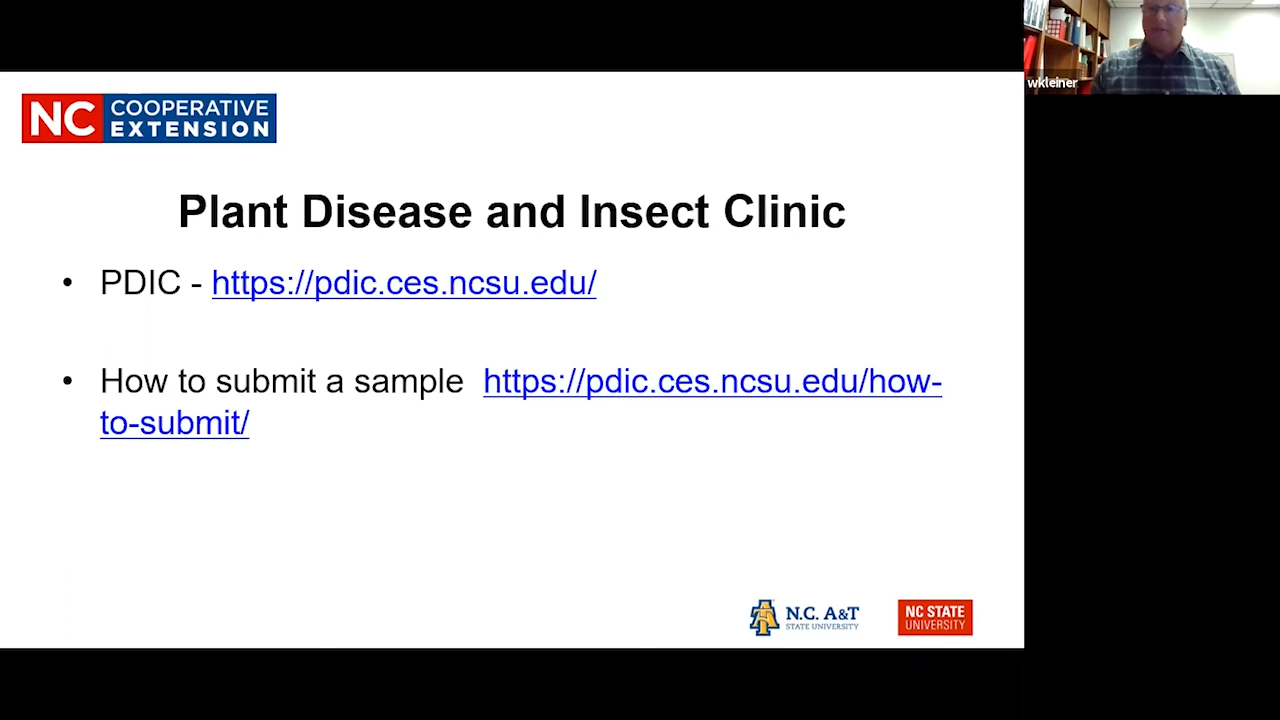 wkleiner
NC COOPERATIVE
EXTENSION
Plant Disease and Insect Clinic
• PDIC - https://pdic.ces.ncsu.edu/
• How to submit a sample https://pdic.ces.ncsu.edu/how-
to-submit/
N.C. A&T
STATE UNIVERSITY
NC STATE
UNIVERSITY